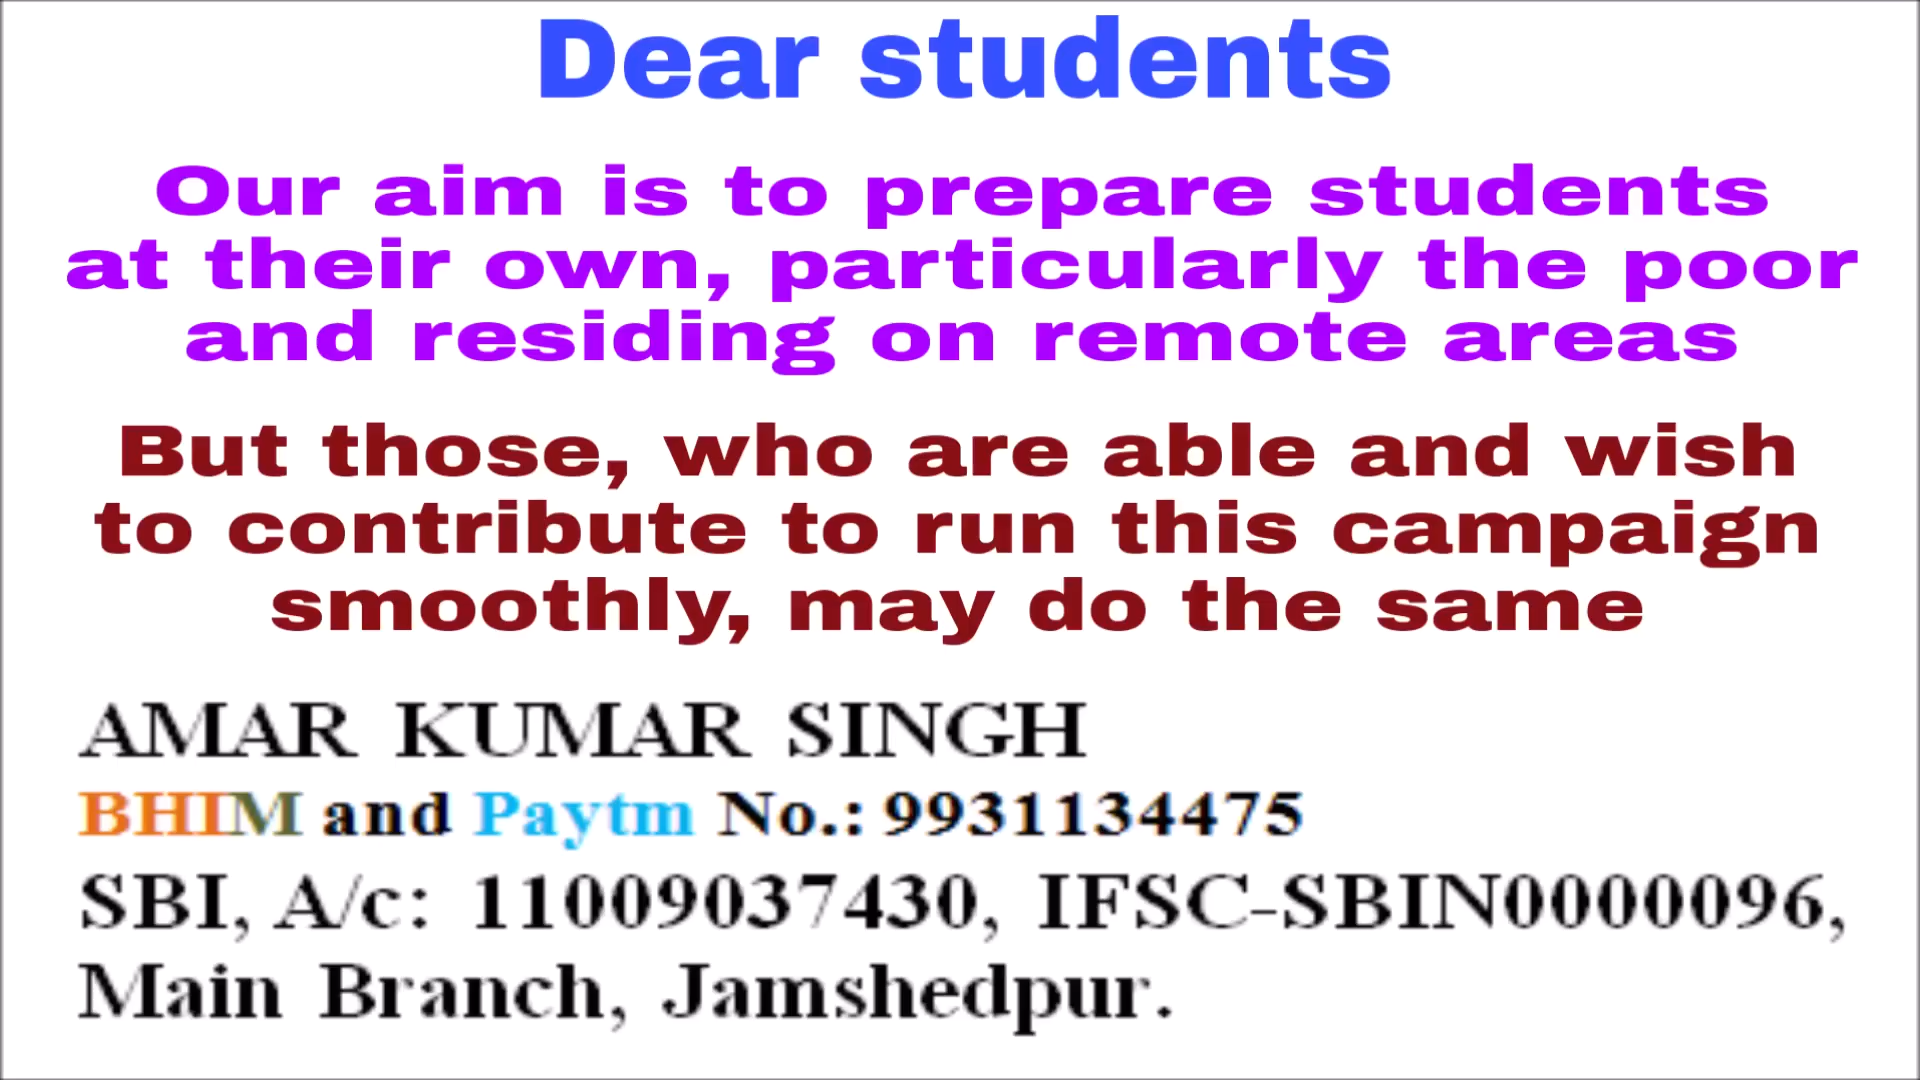 Dear students
Our aim is to prepare students
at their own, particularly the poor
and residing on remote areas
But those, who are able and wish
to contribute to run this campaign
smoothly, may do the same
AMAR KUMAR SINGH
BHIM and Paytm No.: 9931134475
SBI, A/c: 11009037430, IFSC-SBIN0000096,
Main Branch, Jamshedpur.